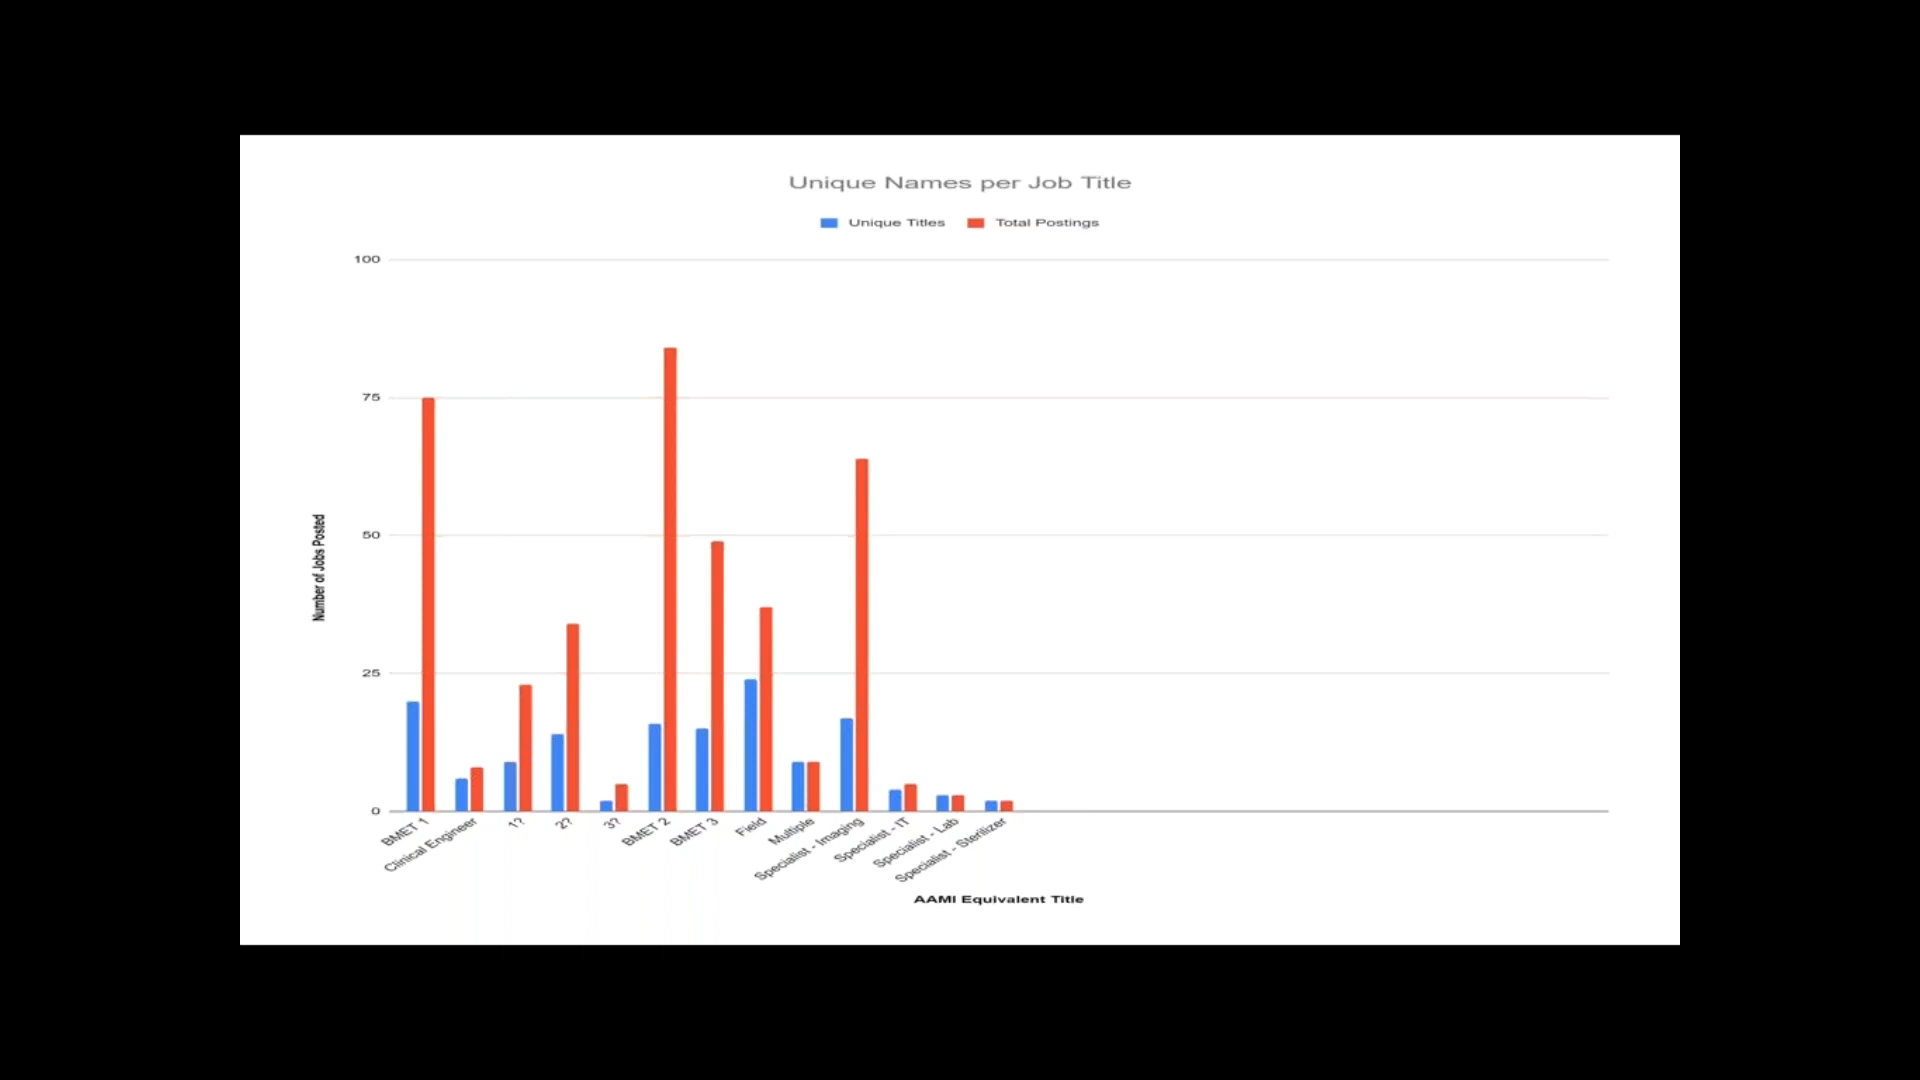 Unique Names per Job Title
Unique Titles
Total Postings
100
75
50
25
0
Number of Jobs Posted
BMET 1
Clinical Engineer
1?
2?
3?
BMET 2
BMET 3
Field
Multiple
Specialist - Imaging
Specialist - IT
Specialist - Lab
Specialist - Sterilizer
AAMI Equivalent Title